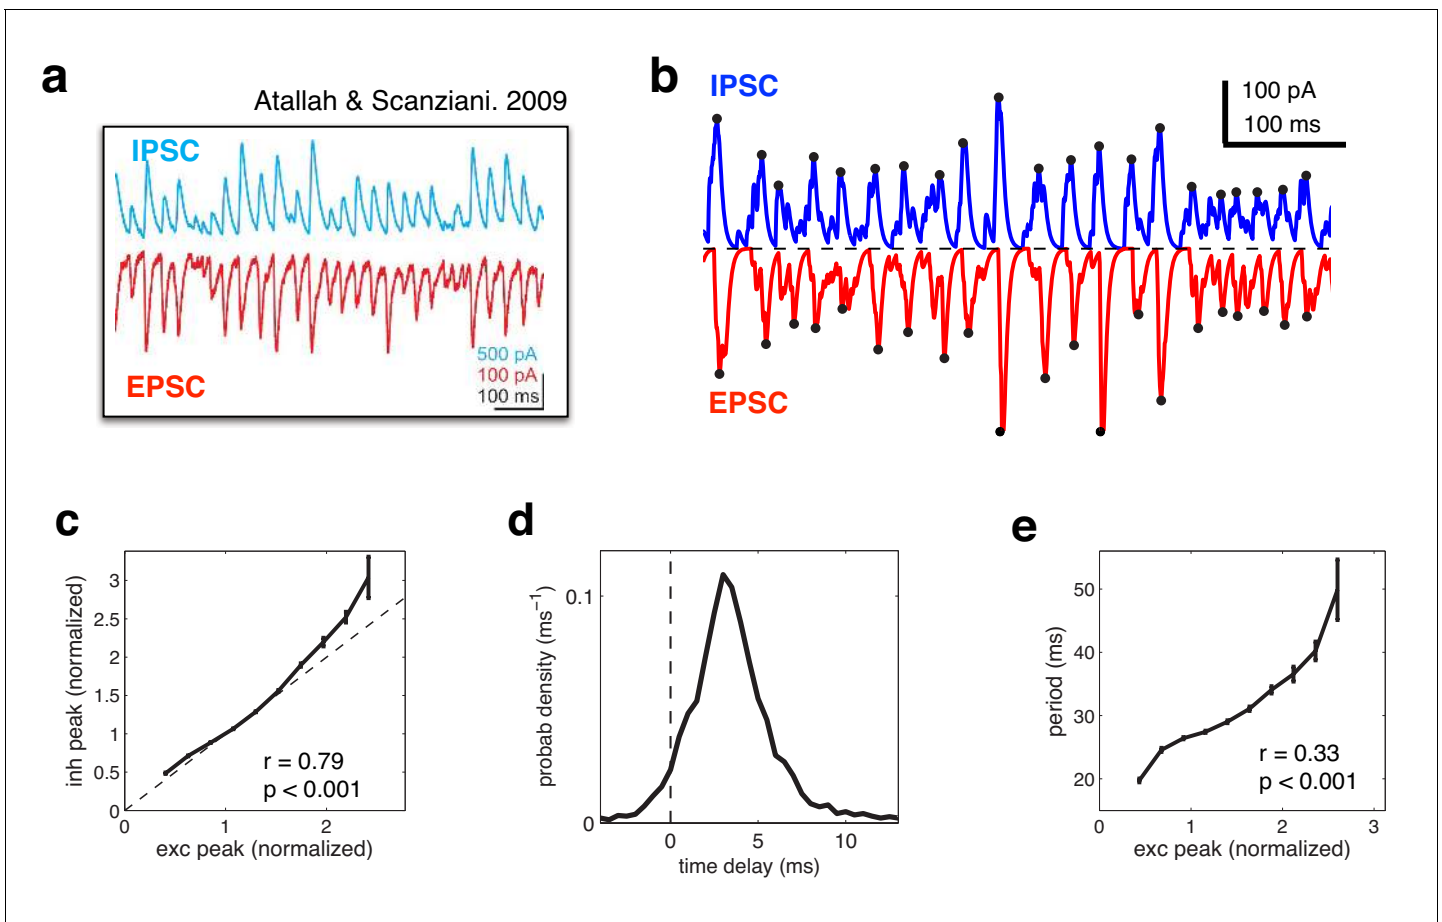 a
Atallah & Scanziani. 2009
IPSC
500 pA
100 pA
100 ms
EPSC
b
IPSC
100 pA
100 ms
EPSC
c
inh peak (normalized)
3
2.5
2
1.5
1
0.5
0
r = 0.79
p < 0.001
0 1 2
exc peak (normalized)
d
probab density (ms⁻¹)
0.1
0
0 5 10
time delay (ms)
e
period (ms)
50
40
30
20
r = 0.33
p < 0.001
0 1 2 3
exc peak (normalized)